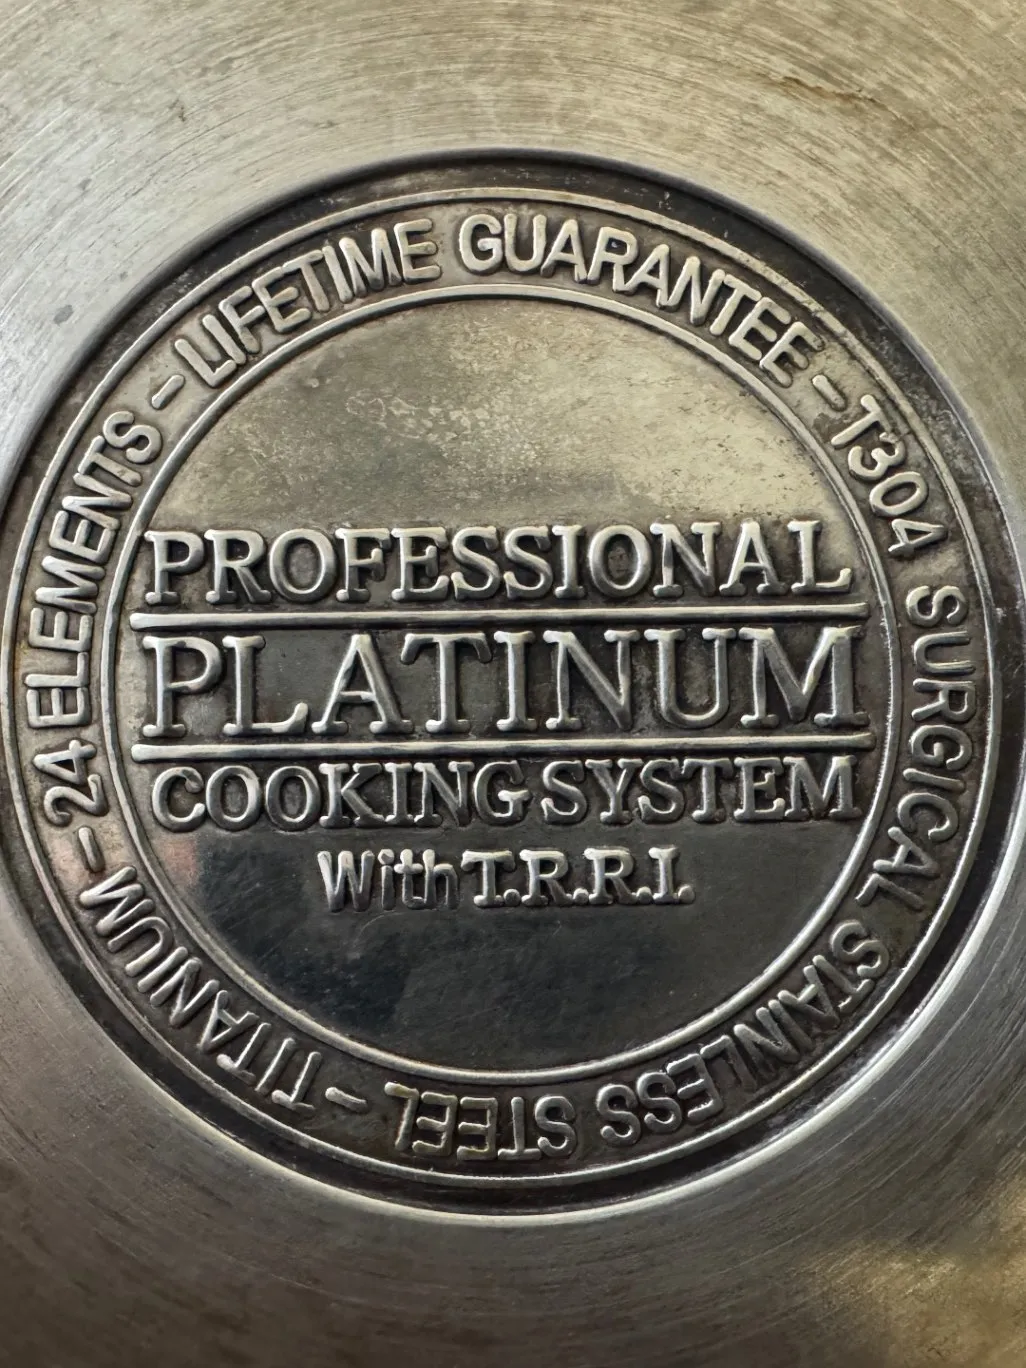 LIFETIME GUARANTEE - T304 SURGICAL STAINLESS STEEL - TITANIUM - 24 ELEMENTS -
PROFESSIONAL
PLATINUM
COOKING SYSTEM
With T.R.R.I.